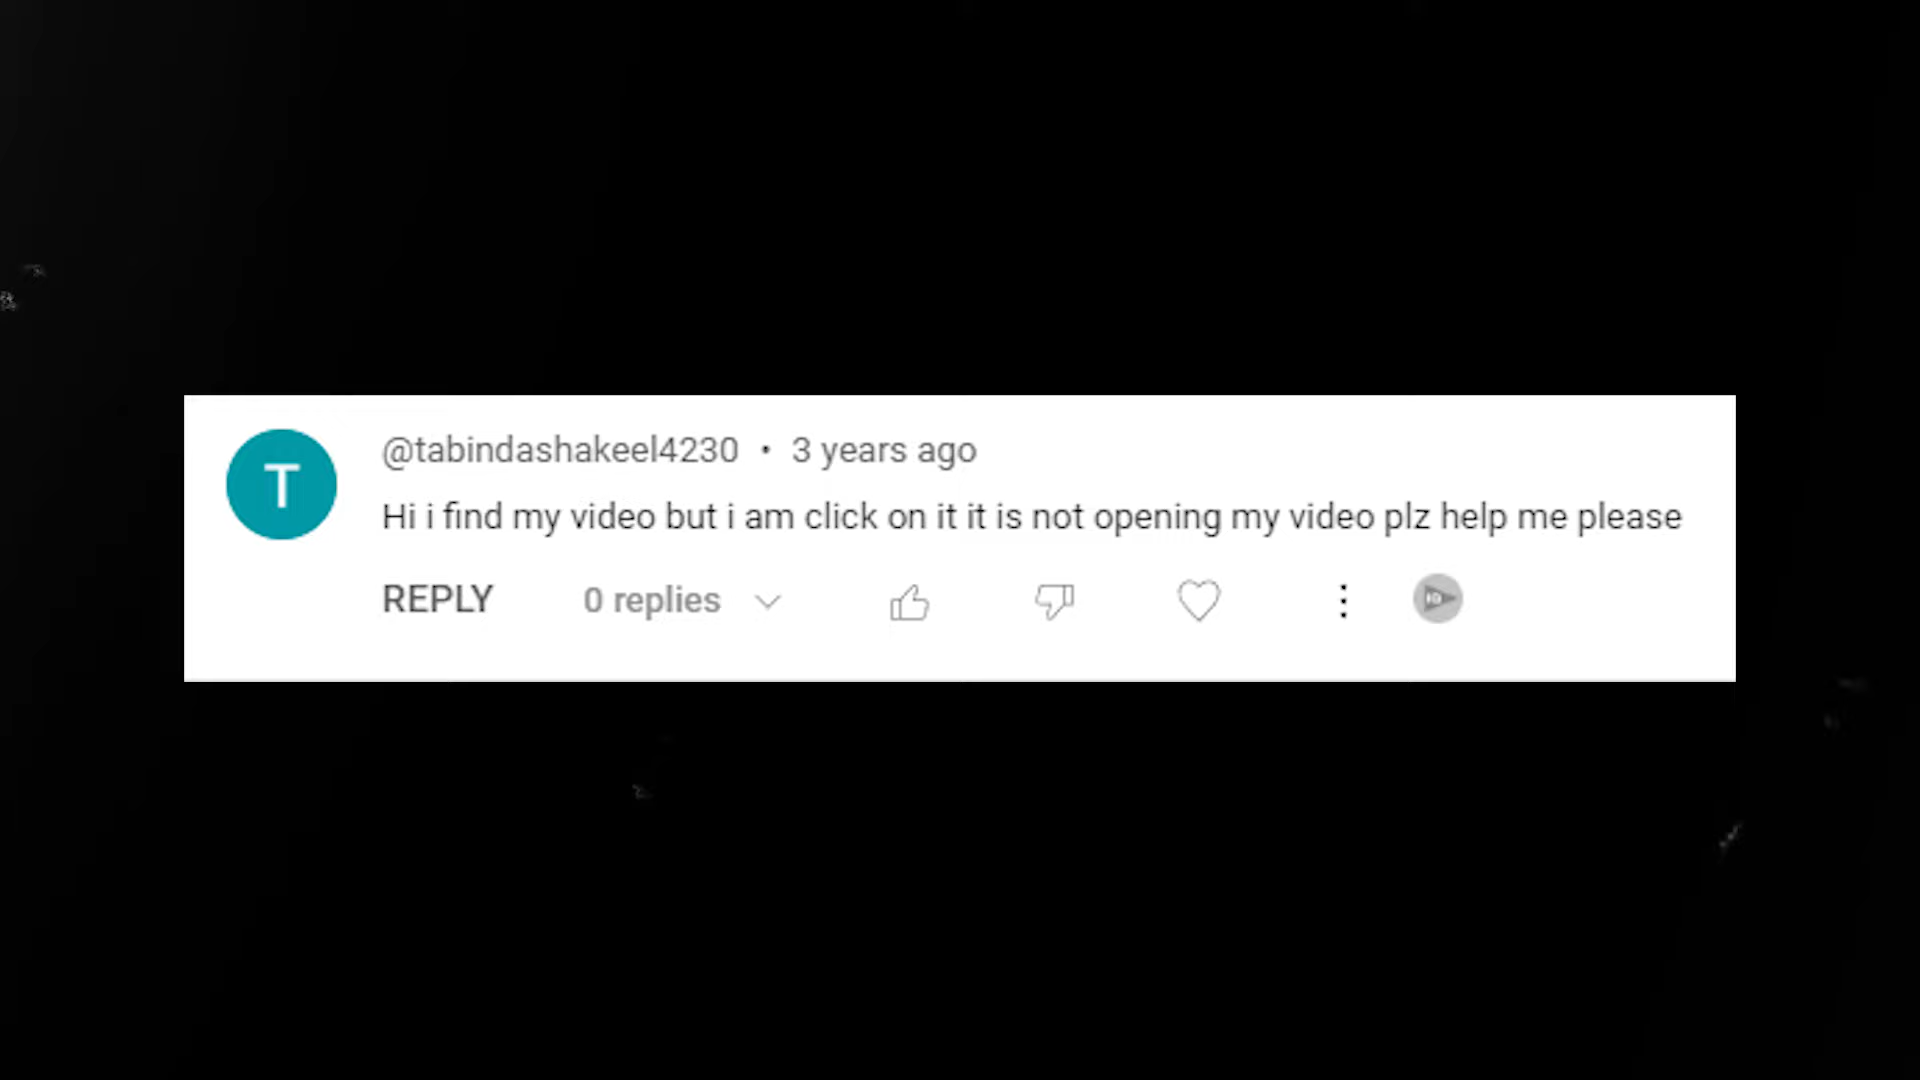 T
@tabindashakeel4230 • 3 years ago
Hi i find my video but i am click on it it is not opening my video plz help me please
REPLY 0 replies